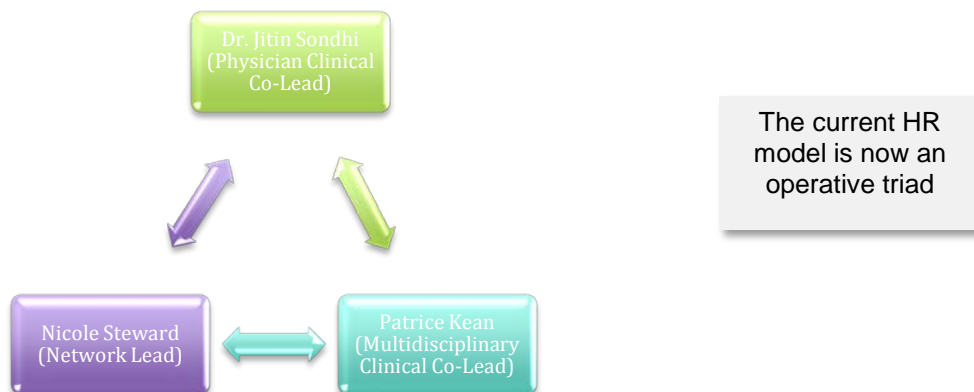 Dr. Jitin Sondhi
(Physician Clinical
Co-Lead)
The current HR
model is now an
operative triad
Nicole Steward
(Network Lead)
Patrice Kean
(Multidisciplinary
Clinical Co-Lead)